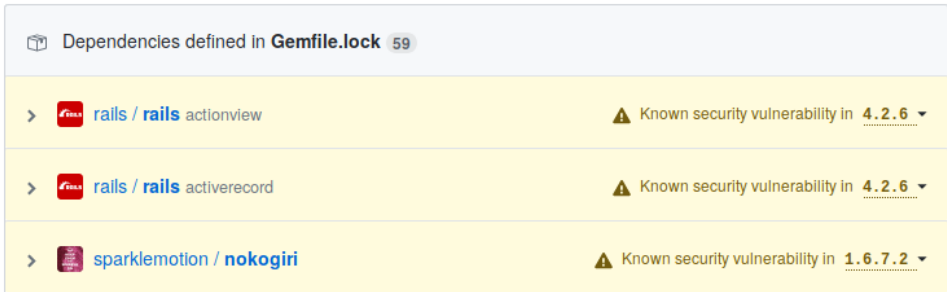 Dependencies defined in Gemfile.lock 59
rails / rails actionview Known security vulnerability in 4.2.6
rails / rails activerecord Known security vulnerability in 4.2.6
sparklemotion / nokogiri Known security vulnerability in 1.6.7.2